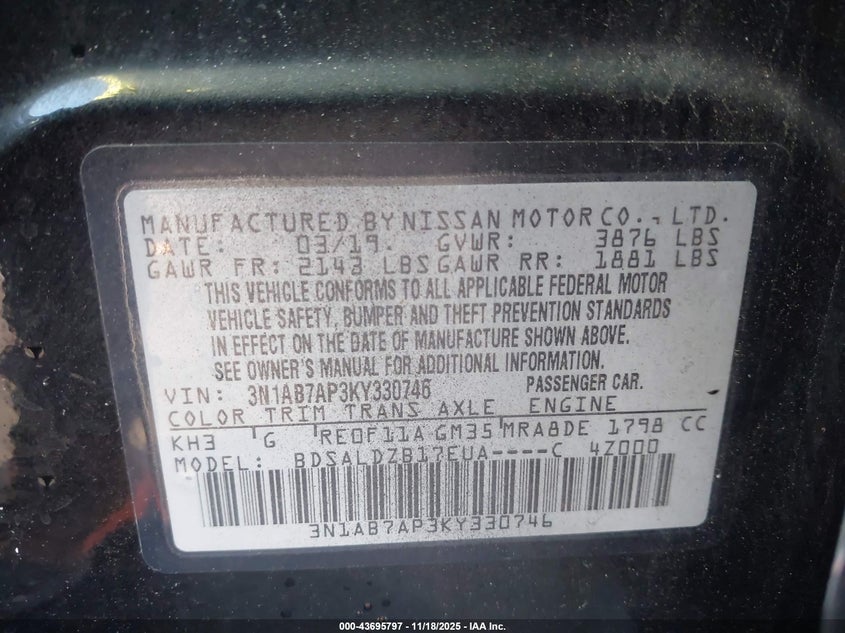 MANUFACTURED BY NISSAN MOTOR CO., LTD.
DATE: 03/19. GVWR: 3876 LBS
GAWR FR: 2143 LBS GAWR RR: 1881 LBS
THIS VEHICLE CONFORMS TO ALL APPLICABLE FEDERAL MOTOR
VEHICLE SAFETY, BUMPER AND THEFT PREVENTION STANDARDS
IN EFFECT ON THE DATE OF MANUFACTURE SHOWN ABOVE.
SEE OWNER'S MANUAL FOR ADDITIONAL INFORMATION.
VIN: 3N1AB7AP3KY330746 PASSENGER CAR.
COLOR TRIM TRANS AXLE ENGINE
KH3 G RE0F11A GM35 MRA8DE 1798 CC
MODEL: BDSALDZB17EUA----C 4Z000
3N1AB7AP3KY330746
000-43695797 - 11/18/2025 - IAA Inc.